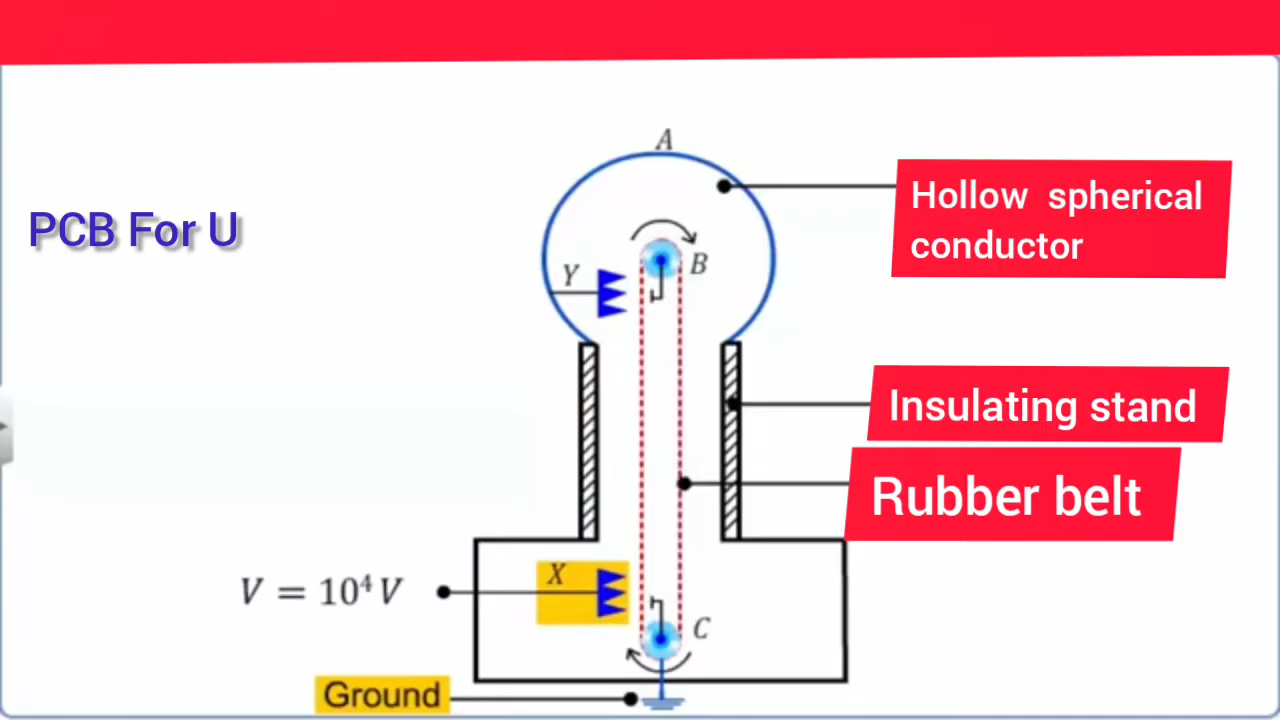 A
Hollow spherical
conductor
PCB For U
Y
B
Insulating stand
Rubber belt
X
V = 10⁴ V
C
Ground